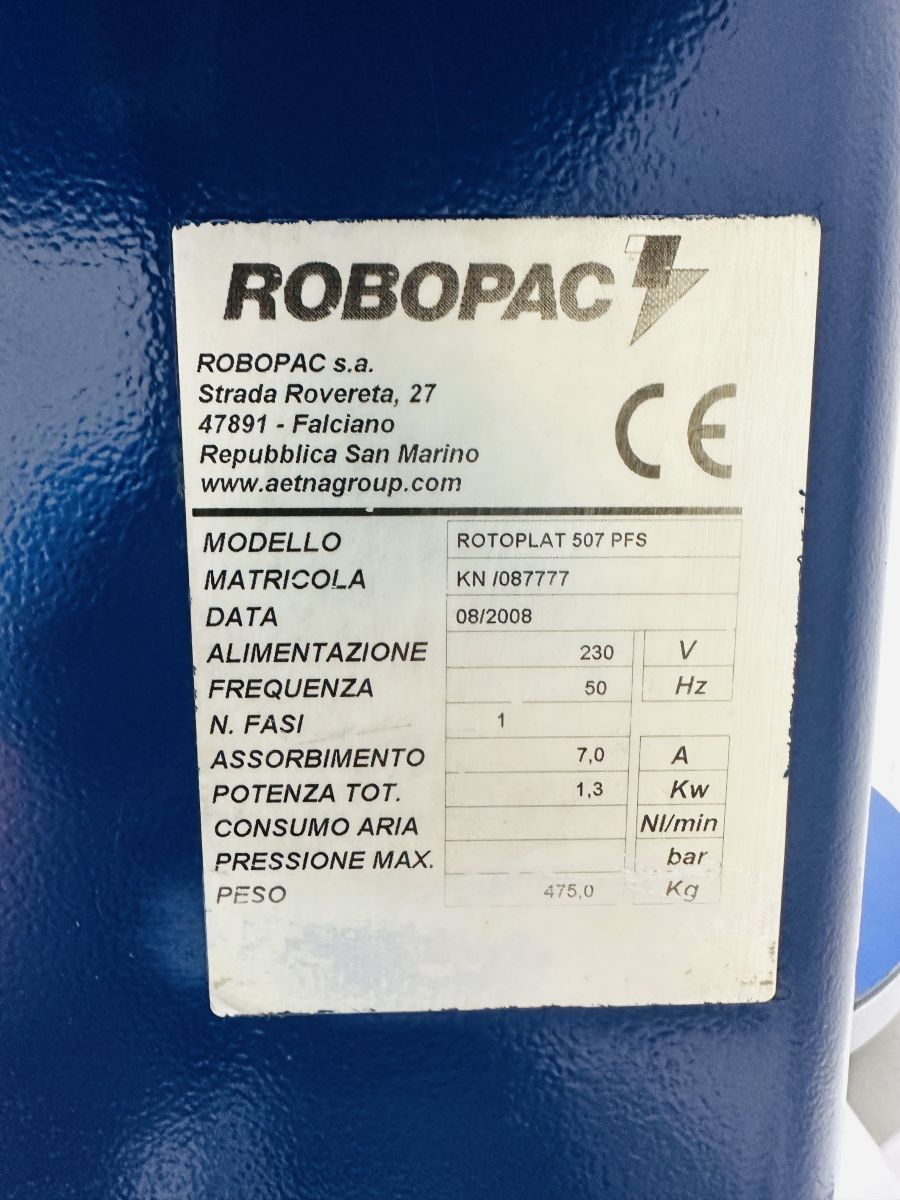 ROBOPAC
ROBOPAC s.a.
Strada Rovereta, 27
47891 - Falciano
Repubblica San Marino
www.aetnagroup.com
CE
MODELLO ROTOPLAT 507 PFS
MATRICOLA KN /087777
DATA 08/2008
ALIMENTAZIONE 230 V
FREQUENZA 50 Hz
N. FASI 1
ASSORBIMENTO 7,0 A
POTENZA TOT. 1,3 Kw
CONSUMO ARIA Nl/min
PRESSIONE MAX. bar
PESO 475,0 Kg